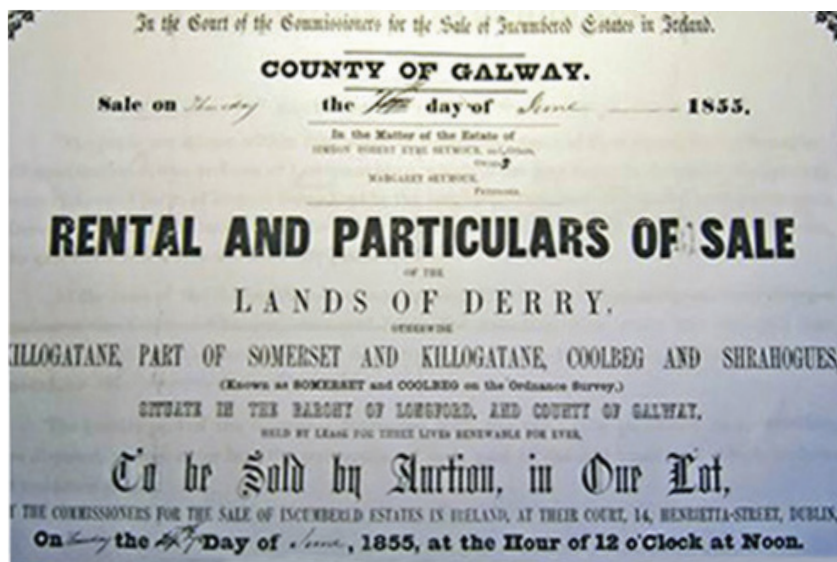 In the Court of the Commissioners for the Sale of Incumbered Estates in Ireland.
COUNTY OF GALWAY.
Sale on the day of June 1855.
In the Matter of the Estate of
ROBERT EYRE SEYMOUR,
MARGARET SEYMOUR,
RENTAL AND PARTICULARS OF SALE
OF THE
LANDS OF DERRY,
OTHERWISE
KILLOGATANE, PART OF SOMERSET AND KILLOGATANE, COOLBEG AND SHRAHOGUES,
(Known as SOMERSET and COOLBEG on the Ordnance Survey,)
SITUATE IN THE BARONY OF LONGFORD, AND COUNTY OF GALWAY,
HELD BY LEASE FOR THREE LIVES RENEWABLE FOR EVER,
To be Sold by Auction, in One Lot,
THE COMMISSIONERS FOR THE SALE OF INCUMBERED ESTATES IN IRELAND, AT THEIR COURT, 14, HENRIETTA-STREET, DUBLIN,
On the Day of June, 1855, at the Hour of 12 o'Clock at Noon.